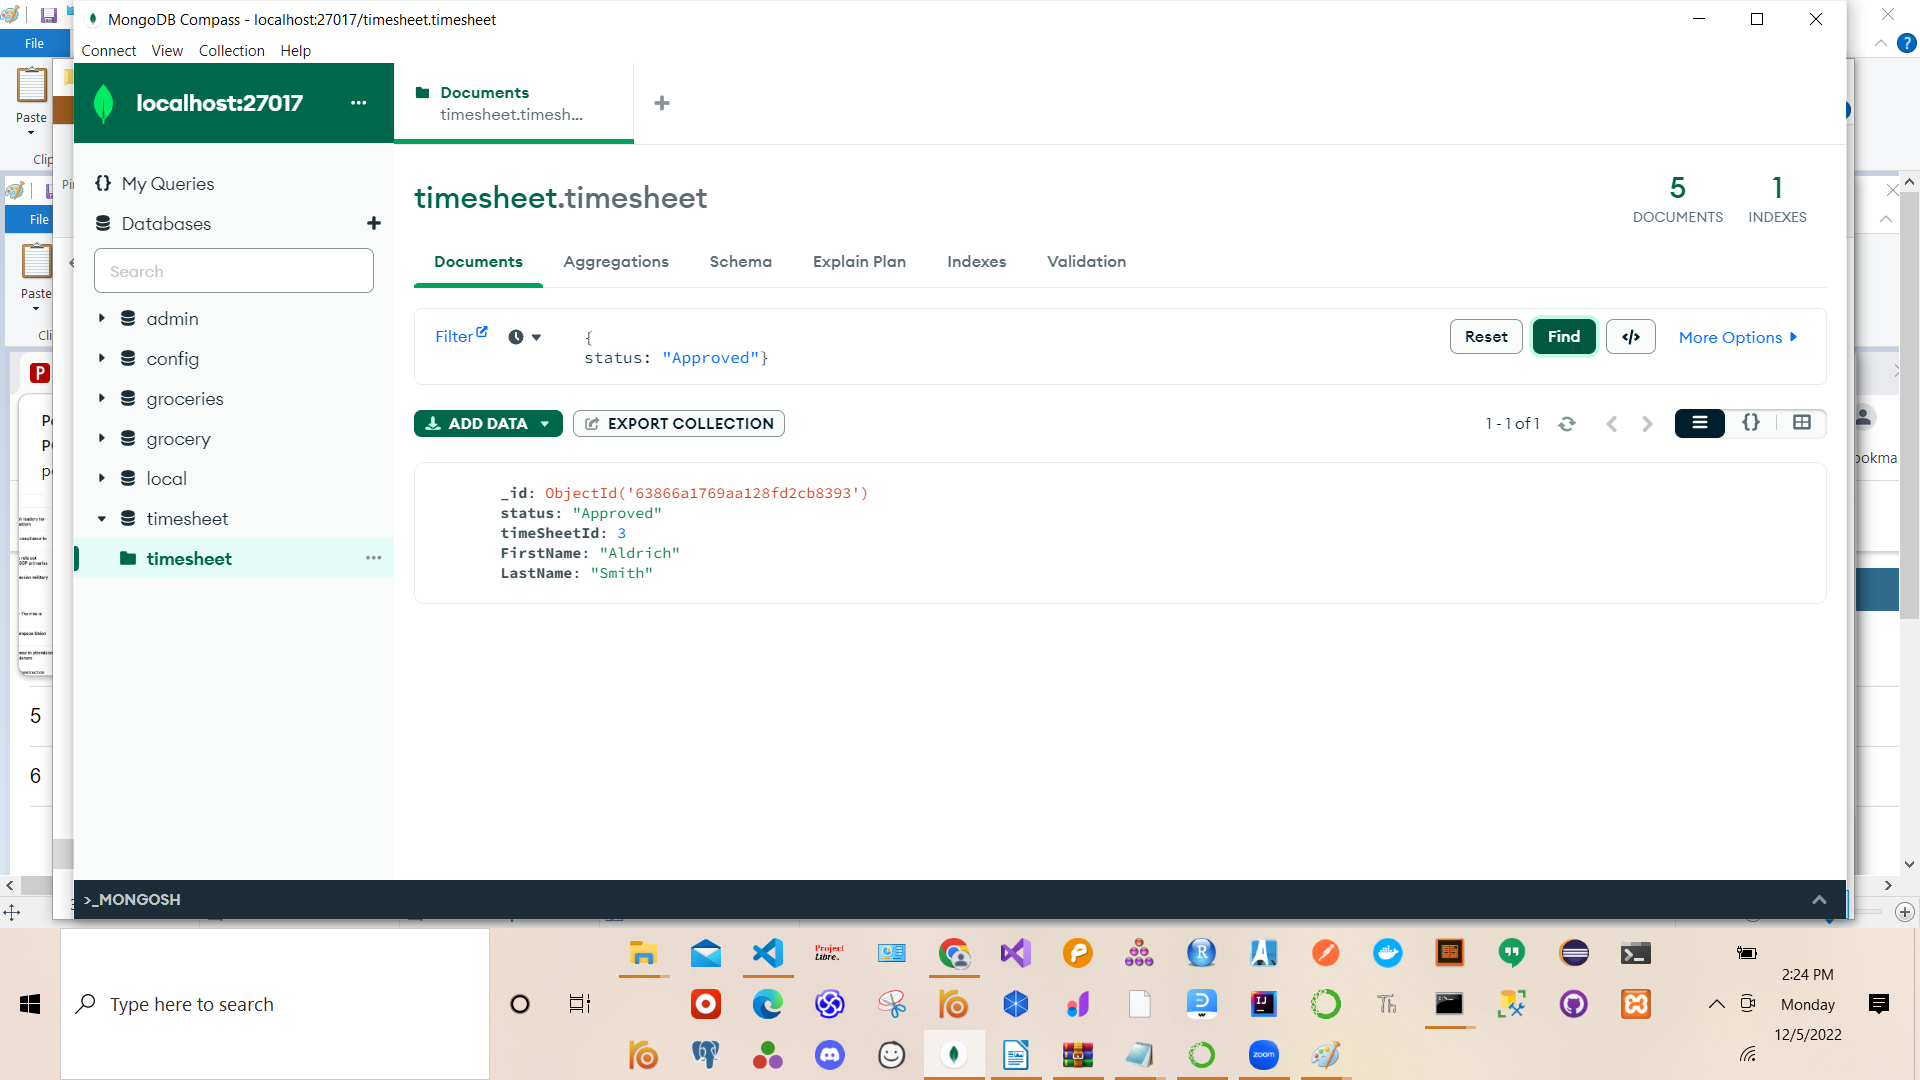 MongoDB Compass - localhost:27017/timesheet.timesheet
Connect View Collection Help
File
Paste
File
Paste
localhost:27017
Documents
timesheet.timesh...
My Queries
Databases
Search
admin
config
groceries
grocery
local
timesheet
timesheet
timesheet.timesheet
5
DOCUMENTS
1
INDEXES
Documents Aggregations Schema Explain Plan Indexes Validation
Filter
{
status: "Approved"}
Reset Find </> More Options
ADD DATA EXPORT COLLECTION
1 - 1 of 1
_id: ObjectId('63866a1769aa128fd2cb8393')
status: "Approved"
timeSheetId: 3
FirstName: "Aldrich"
LastName: "Smith"
5
6
>_MONGOSH
Type here to search
Project
Libre.
zoom
2:24 PM
Monday
12/5/2022